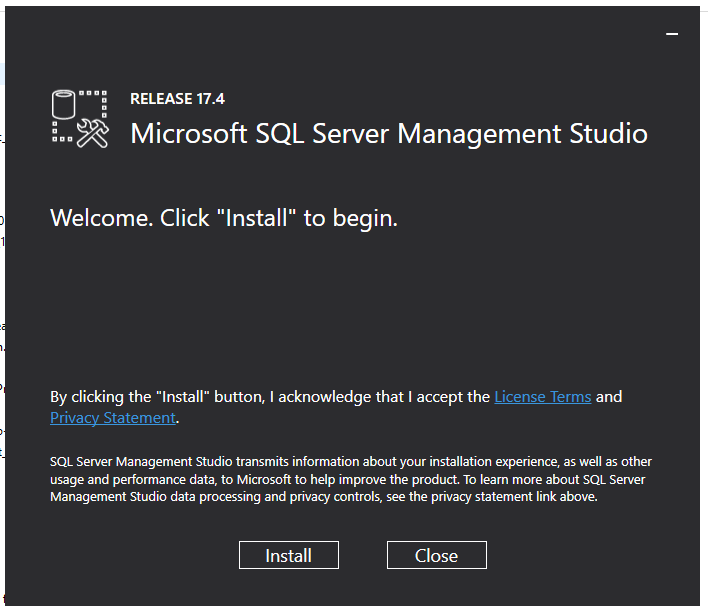 RELEASE 17.4
Microsoft SQL Server Management Studio
Welcome. Click "Install" to begin.
By clicking the "Install" button, I acknowledge that I accept the License Terms and
Privacy Statement.
SQL Server Management Studio transmits information about your installation experience, as well as other
usage and performance data, to Microsoft to help improve the product. To learn more about SQL Server
Management Studio data processing and privacy controls, see the privacy statement link above.
Install
Close